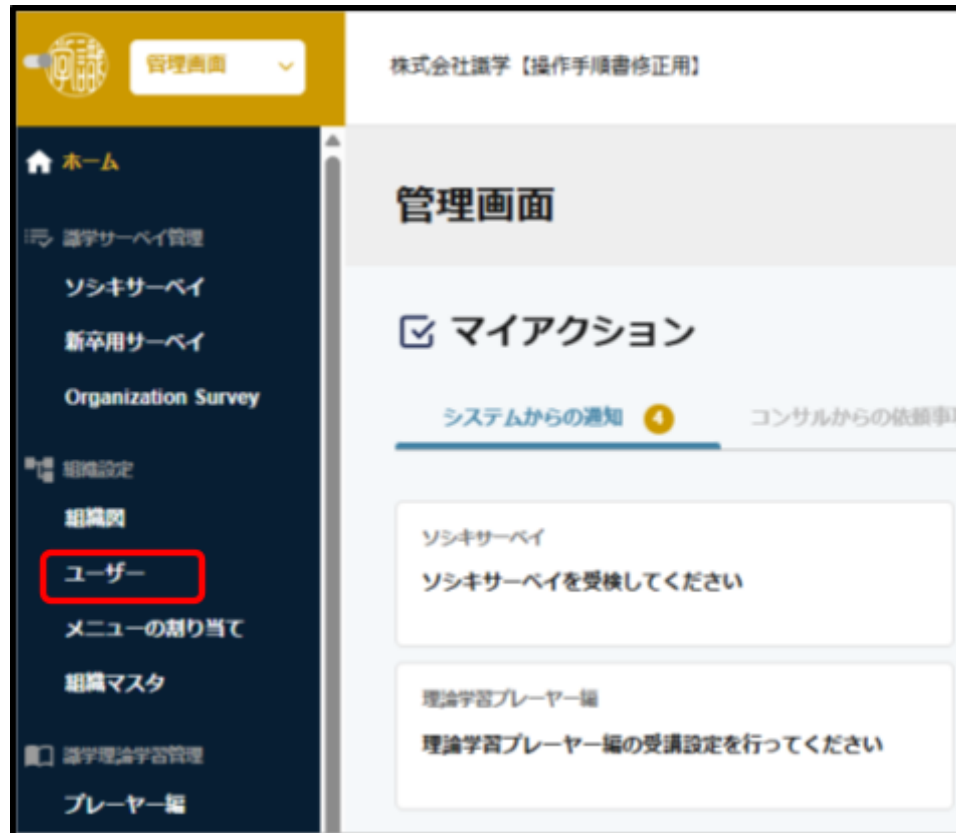 管理画面
株式会社識学【操作手順書修正用】
ホーム
識学サーベイ管理
ソシキサーベイ
新卒用サーベイ
Organization Survey
組織設定
組織図
ユーザー
メニューの割り当て
組織マスタ
識学理論学習管理
プレーヤー編
管理画面
マイアクション
システムからの通知 4
コンサルからの依頼事
ソシキサーベイ
ソシキサーベイを受検してください
理論学習プレーヤー編
理論学習プレーヤー編の受講設定を行ってください